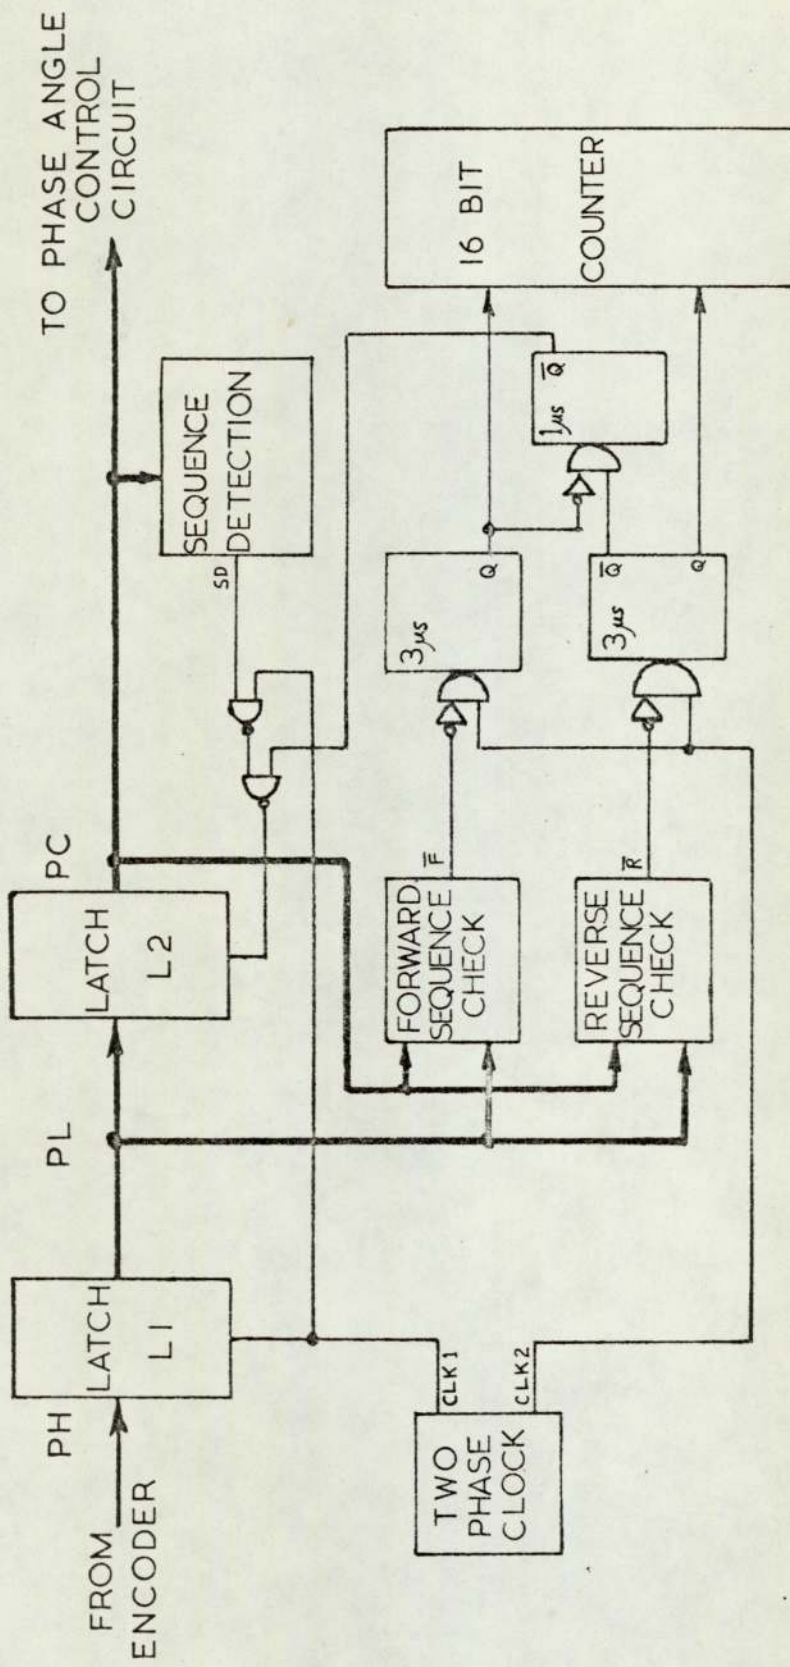 FROM
ENCODER
PH
LATCH
L1
PL
LATCH
L2
PC
TO PHASE ANGLE
CONTROL
CIRCUIT
SEQUENCE
DETECTION
SD
TWO
PHASE
CLOCK
CLK1
CLK2
FORWARD
SEQUENCE
CHECK
F̅
REVERSE
SEQUENCE
CHECK
R̅
3µs
Q
3µs
Q̅
Q
1µs
Q̅
16 BIT
COUNTER